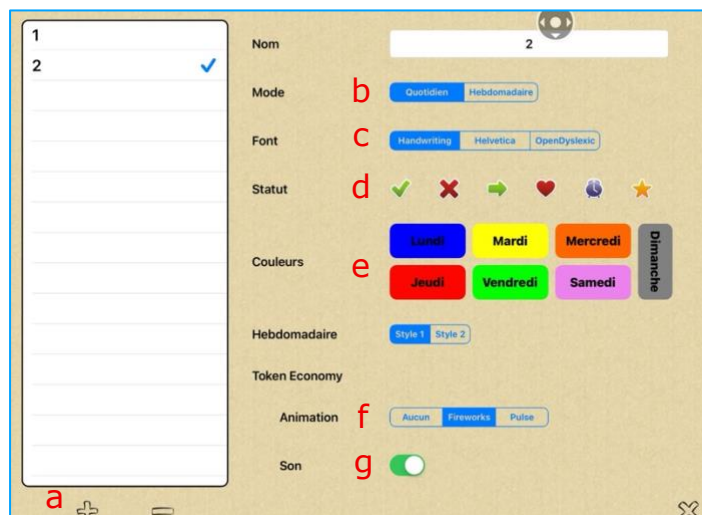 1
2
Nom 2
Mode b Quotidien Hebdomadaire
Font c Handwriting Helvetica OpenDyslexic
Statut d
Couleurs e Lundi Mardi Mercredi Dimanche
Jeudi Vendredi Samedi
Hebdomadaire Style 1 Style 2
Token Economy
Animation f Aucun Fireworks Pulse
Son g
a